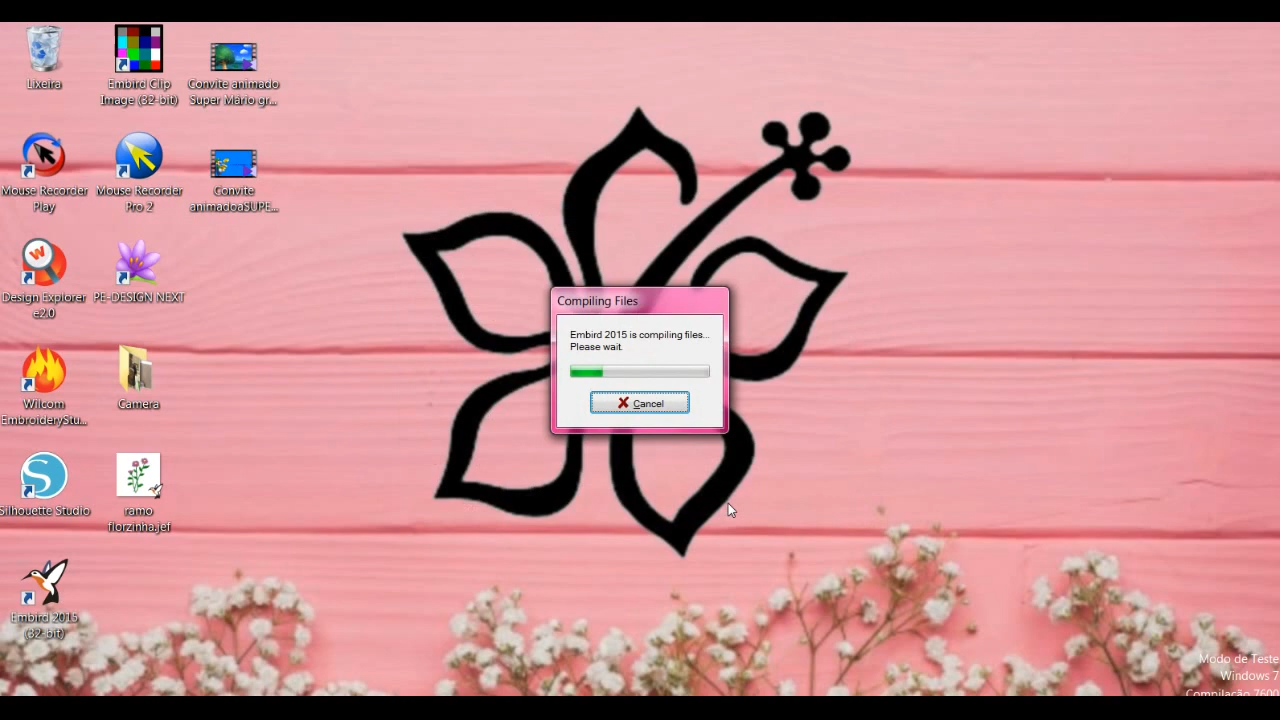 Lixeira
Embird Clip
Image (32-bit)
Convite animado
Super Mário gr...
Mouse Recorder
Play
Mouse Recorder
Pro 2
Convite
animadoaSUPE...
W
Design Explorer
e2.0
PE-DESIGN NEXT
Wilcom
EmbroideryStu...
Camera
S
Silhouette Studio
ramo
florzinha.jef
Embird 2015
(32-bit)
Compiling Files
Embird 2015 is compiling files...
Please wait.
Cancel
Modo de Teste
Windows 7
Compilação 7600